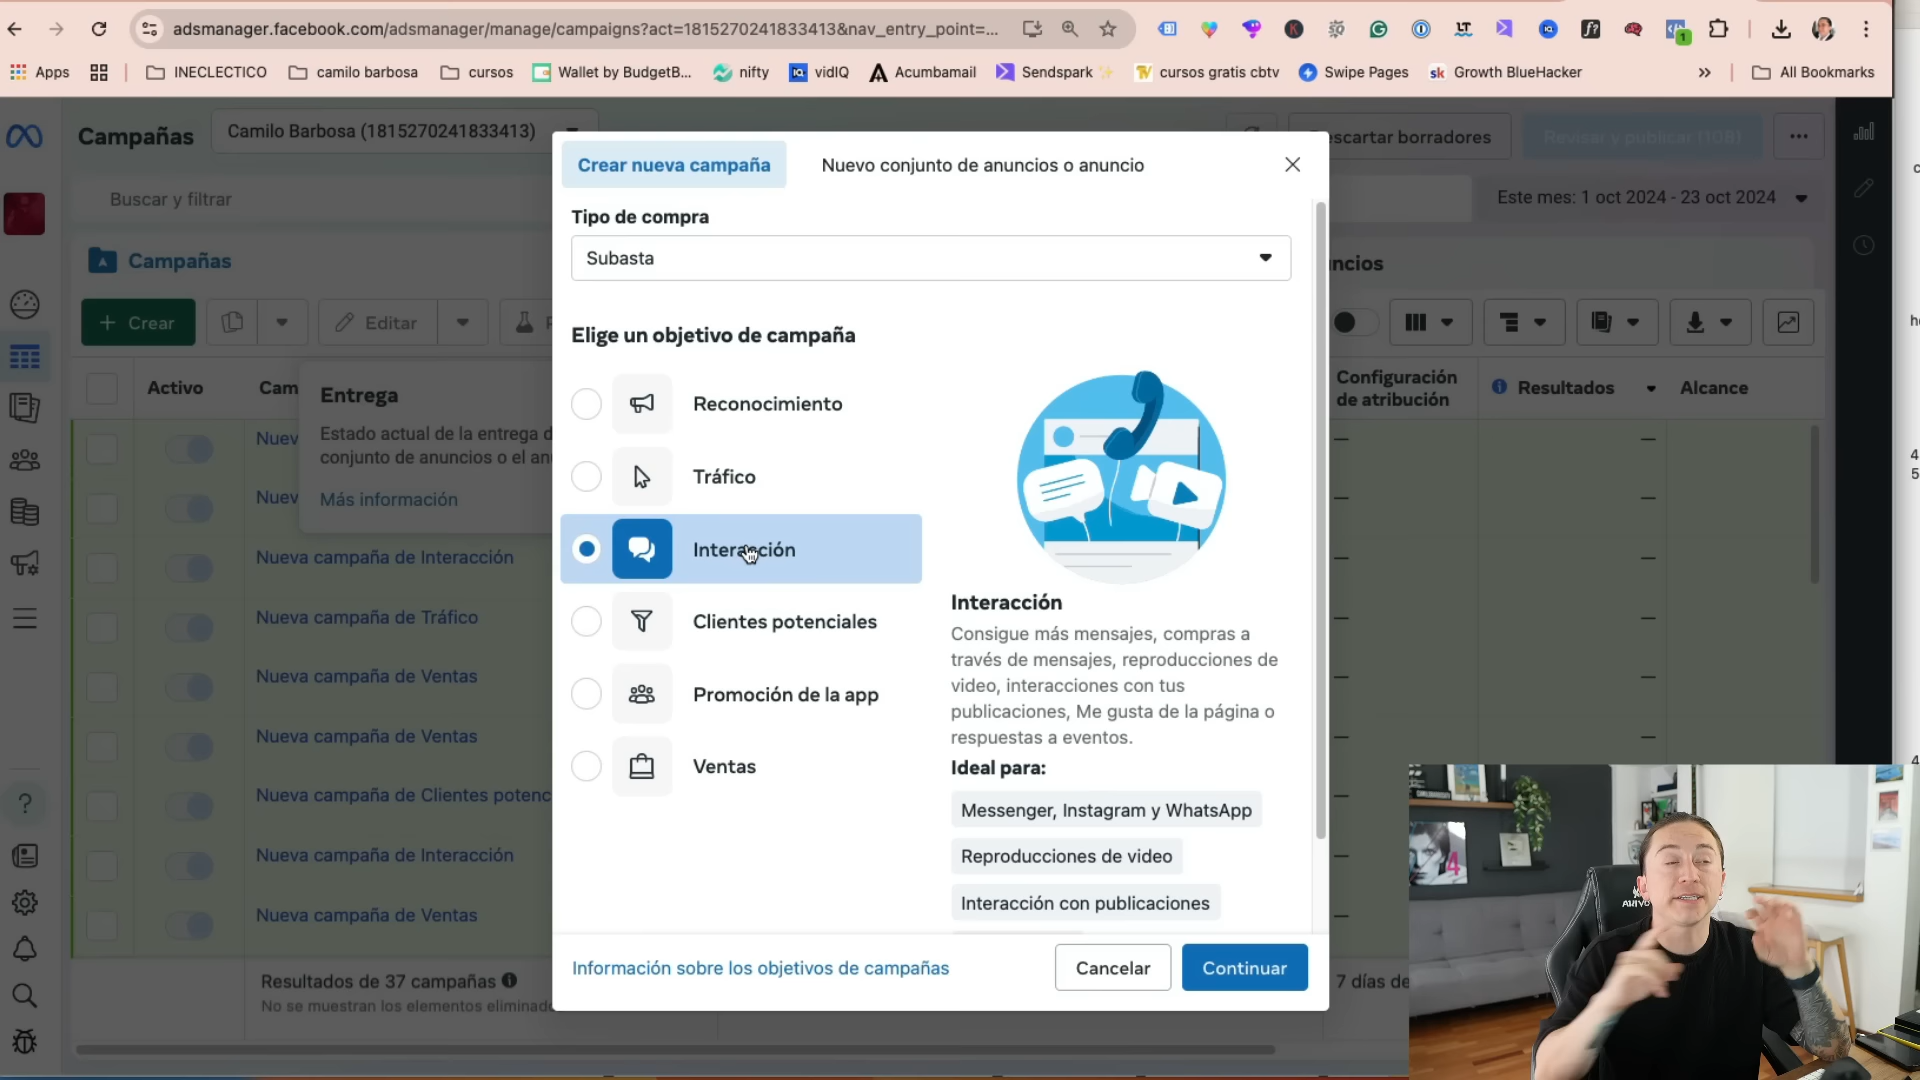 adsmanager.facebook.com/adsmanager/manage/campaigns?act=1815270241833413&nav_entry_point=...
Apps
INECLECTICO
camilo barbosa
cursos
Wallet by BudgetB...
nifty
vidIQ
Acumbamail
Sendspark
cursos gratis cbtv
Swipe Pages
Growth BlueHacker
»
All Bookmarks
Campañas
Camilo Barbosa (1815270241833413)
escartar borradores
Revisar y publicar (108)
Buscar y filtrar
Este mes: 1 oct 2024 - 23 oct 2024
Campañas
ncios
+ Crear
Editar
Activo
Cam
Configuración
de atribución
Resultados
Alcance
Entrega
Estado actual de la entrega d
conjunto de anuncios o el an
Más información
Nuev
Nuev
Nueva campaña de Interacción
Nueva campaña de Tráfico
Nueva campaña de Ventas
Nueva campaña de Ventas
Nueva campaña de Clientes potenc
Nueva campaña de Interacción
Nueva campaña de Ventas
Resultados de 37 campañas
No se muestran los elementos eliminado
7 días de
Crear nueva campaña
Nuevo conjunto de anuncios o anuncio
Tipo de compra
Subasta
Elige un objetivo de campaña
Reconocimiento
Tráfico
Interacción
Clientes potenciales
Promoción de la app
Ventas
Interacción
Consigue más mensajes, compras a
través de mensajes, reproducciones de
video, interacciones con tus
publicaciones, Me gusta de la página o
respuestas a eventos.
Ideal para:
Messenger, Instagram y WhatsApp
Reproducciones de video
Interacción con publicaciones
Información sobre los objetivos de campañas
Cancelar
Continuar